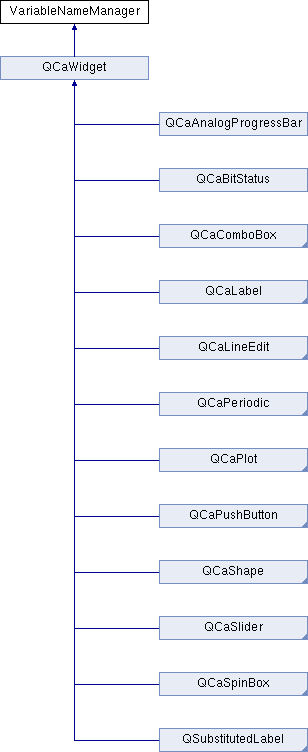 VariableNameManager
QCaWidget
QCaAnalogProgressBar
QCaBitStatus
QCaComboBox
QCaLabel
QCaLineEdit
QCaPeriodic
QCaPlot
QCaPushButton
QCaShape
QCaSlider
QCaSpinBox
QSubstitutedLabel